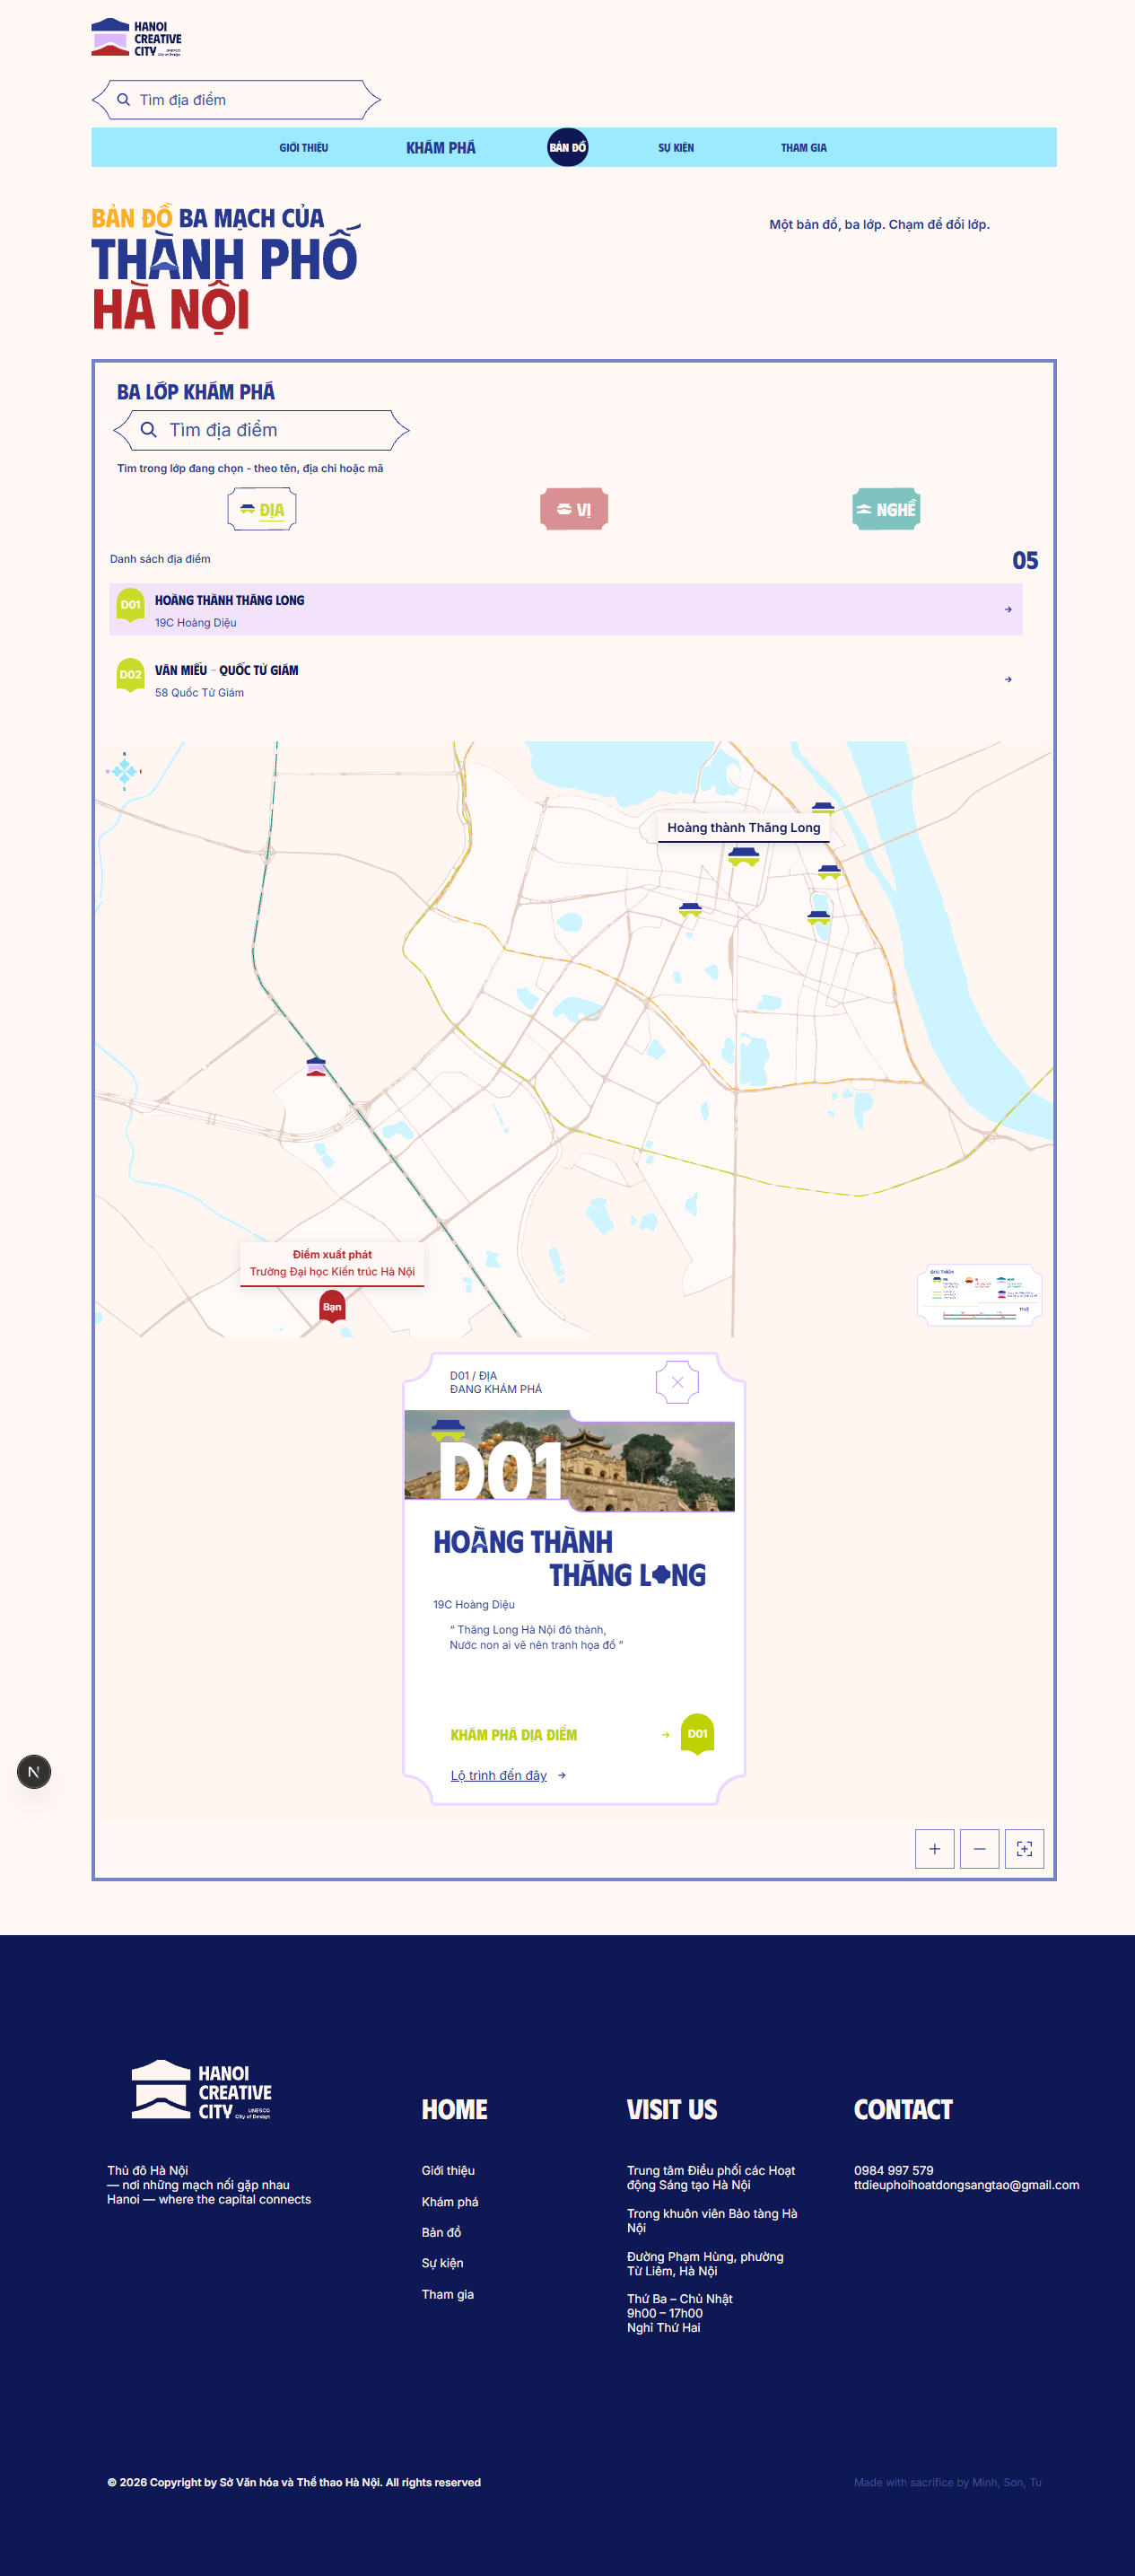 HANOI
CREATIVE
CITY UNESCO
City of Design
Tìm địa điểm
GIỚI THIỆU
KHÁM PHÁ
BẢN ĐỒ
SỰ KIỆN
THAM GIA
BẢN ĐỒ BA MẠCH CỦA
THÀNH PHỐ
HÀ NỘI
Một bản đồ, ba lớp. Chạm để đổi lớp.
BA LỚP KHÁM PHÁ
Tìm địa điểm
Tìm trong lớp đang chọn - theo tên, địa chỉ hoặc mã
ĐỊA
VỊ
NGHỀ
Danh sách địa điểm
05
D01
HOÀNG THÀNH THĂNG LONG
19C Hoàng Diệu
D02
VĂN MIẾU – QUỐC TỬ GIÁM
58 Quốc Tử Giám
Hoàng thành Thăng Long
Điểm xuất phát
Trường Đại học Kiến trúc Hà Nội
Bạn
D01 / ĐỊA
ĐANG KHÁM PHÁ
D01
HOÀNG THÀNH
THĂNG LONG
19C Hoàng Diệu
“ Thăng Long Hà Nội đô thành,
Nước non ai vẽ nên tranh họa đồ ”
KHÁM PHÁ ĐỊA ĐIỂM
D01
Lộ trình đến đây
N
HANOI
CREATIVE
CITY UNESCO
City of Design
HOME
VISIT US
CONTACT
Thủ đô Hà Nội
— nơi những mạch nối gặp nhau
Hanoi — where the capital connects
Giới thiệu
Khám phá
Bản đồ
Sự kiện
Tham gia
Trung tâm Điều phối các Hoạt
động Sáng tạo Hà Nội
Trong khuôn viên Bảo tàng Hà
Nội
Đường Phạm Hùng, phường
Từ Liêm, Hà Nội
Thứ Ba – Chủ Nhật
9h00 – 17h00
Nghỉ Thứ Hai
0984 997 579
ttdieuphoihoatdongsangtao@gmail.com
© 2026 Copyright by Sở Văn hóa và Thể thao Hà Nội. All rights reserved
Made with sacrifice by Minh, Son, Tu